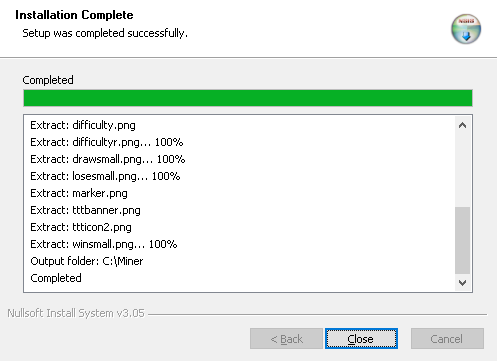 Installation Complete
Setup was completed successfully.
Completed
Extract: difficulty.png
Extract: difficultyr.png... 100%
Extract: drawsmall.png... 100%
Extract: losesmall.png... 100%
Extract: marker.png
Extract: tttbanner.png
Extract: ttticon2.png
Extract: winsmall.png... 100%
Output folder: C:\Miner
Completed
Nullsoft Install System v3.05
< Back
Close
Cancel